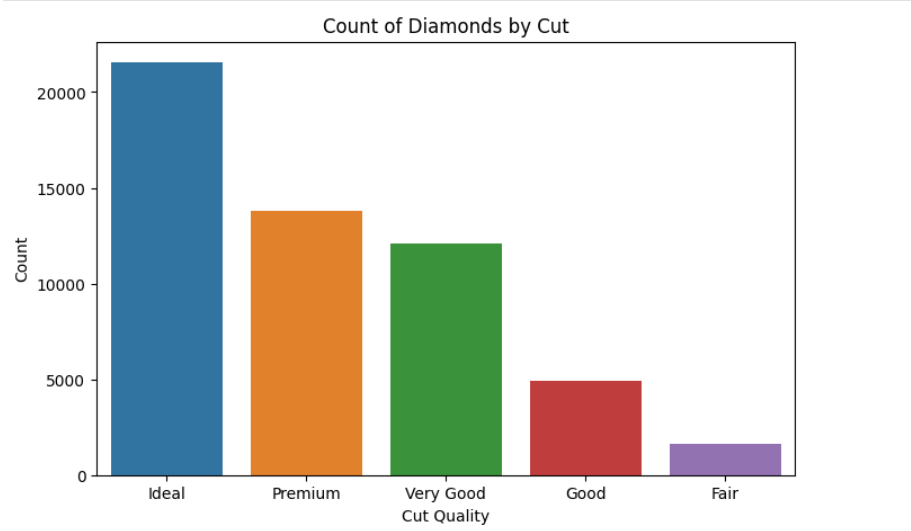 Count of Diamonds by Cut
Count
20000
15000
10000
5000
0
Ideal Premium Very Good Good Fair
Cut Quality